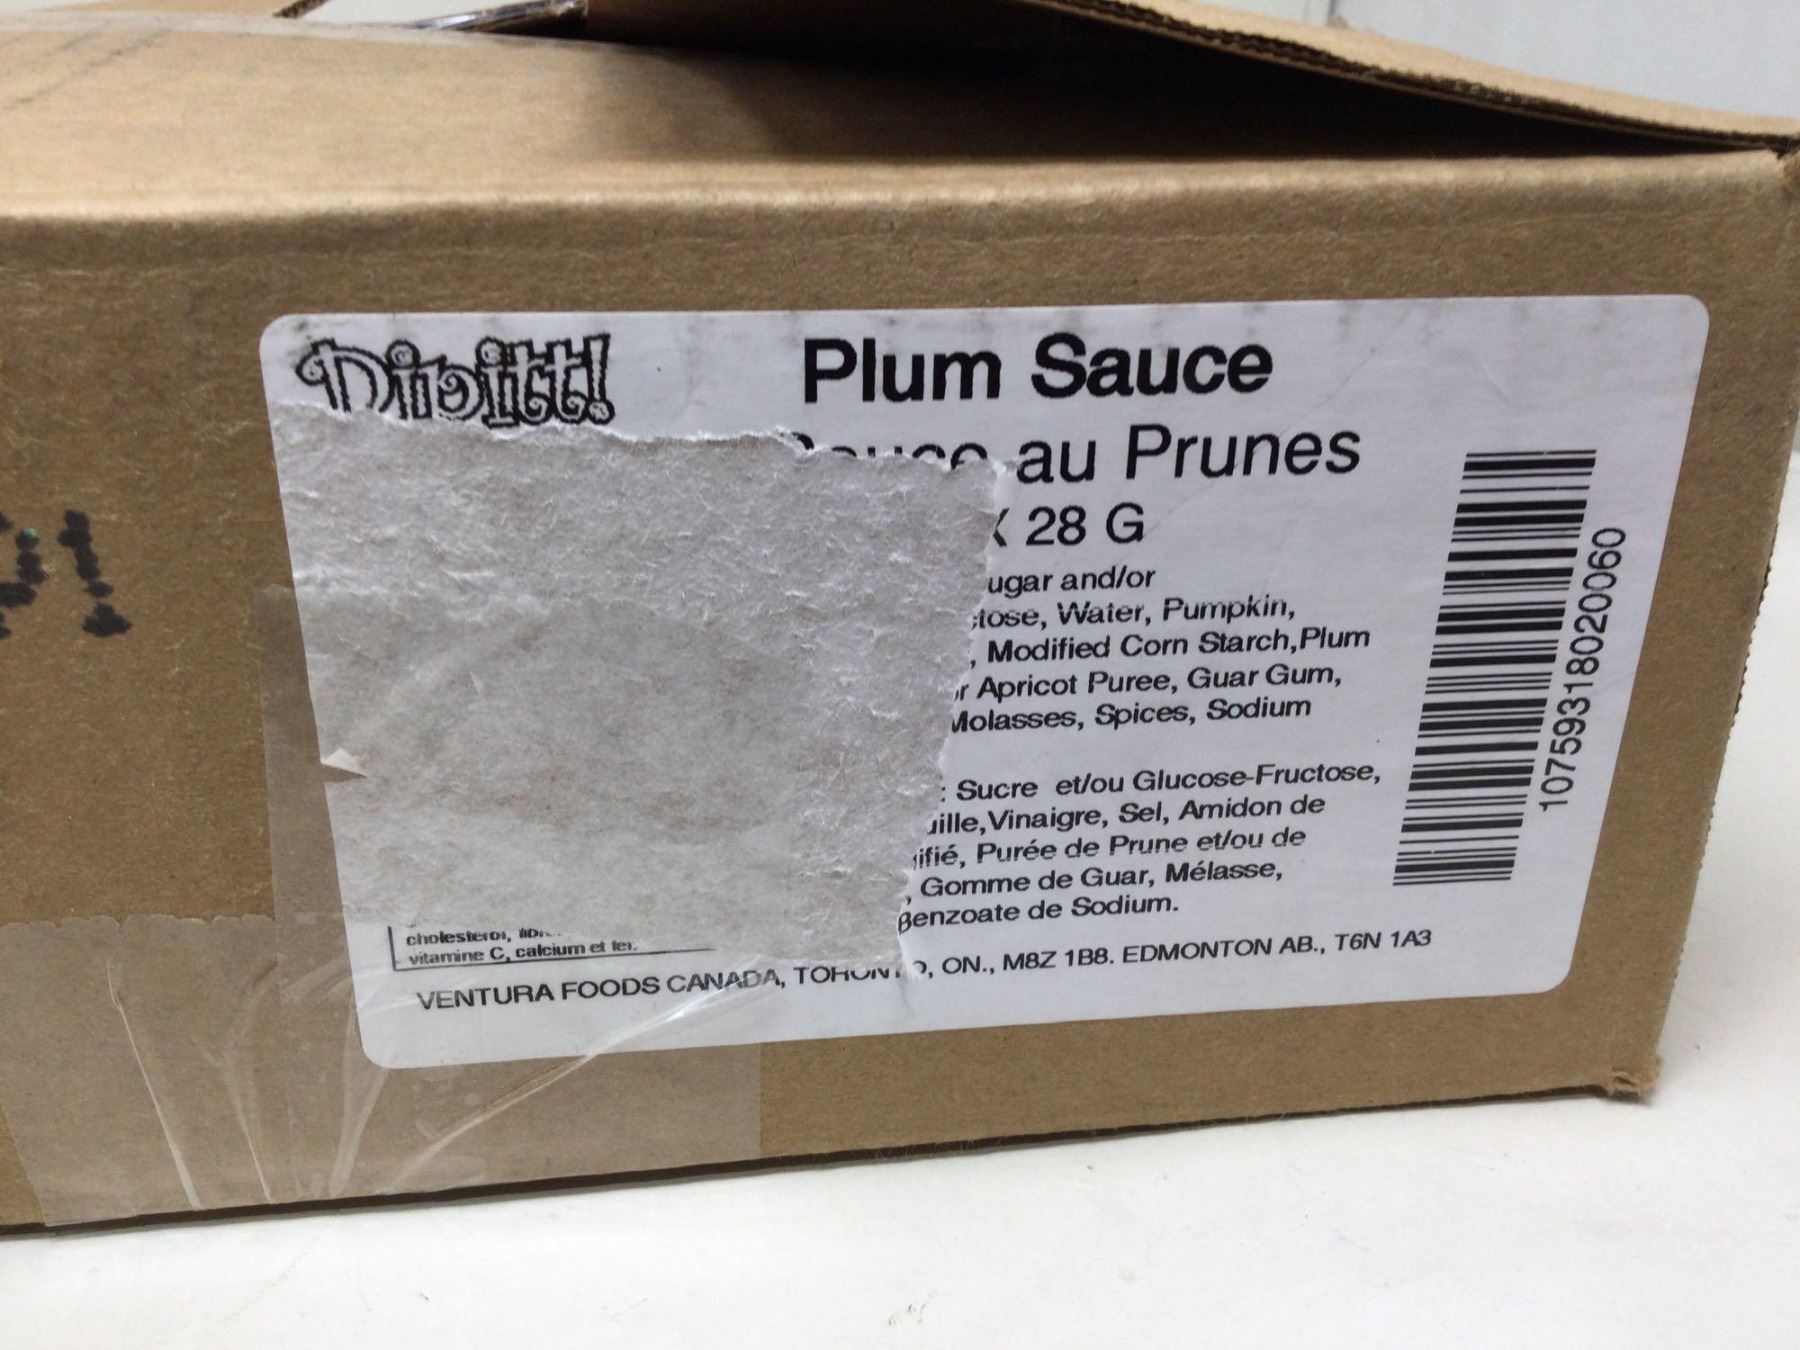 Dipitt!
Plum Sauce
Sauce au Prunes
X 28 G
ugar and/or
ctose, Water, Pumpkin,
, Modified Corn Starch,Plum
r Apricot Puree, Guar Gum,
Molasses, Spices, Sodium
: Sucre et/ou Glucose-Fructose,
uille,Vinaigre, Sel, Amidon de
ifié, Purée de Prune et/ou de
, Gomme de Guar, Mélasse,
Benzoate de Sodium.
cholesterol,
vitamine C, calcium et fer.
VENTURA FOODS CANADA, TORONTO, ON., M8Z 1B8. EDMONTON AB., T6N 1A3
10759318020060